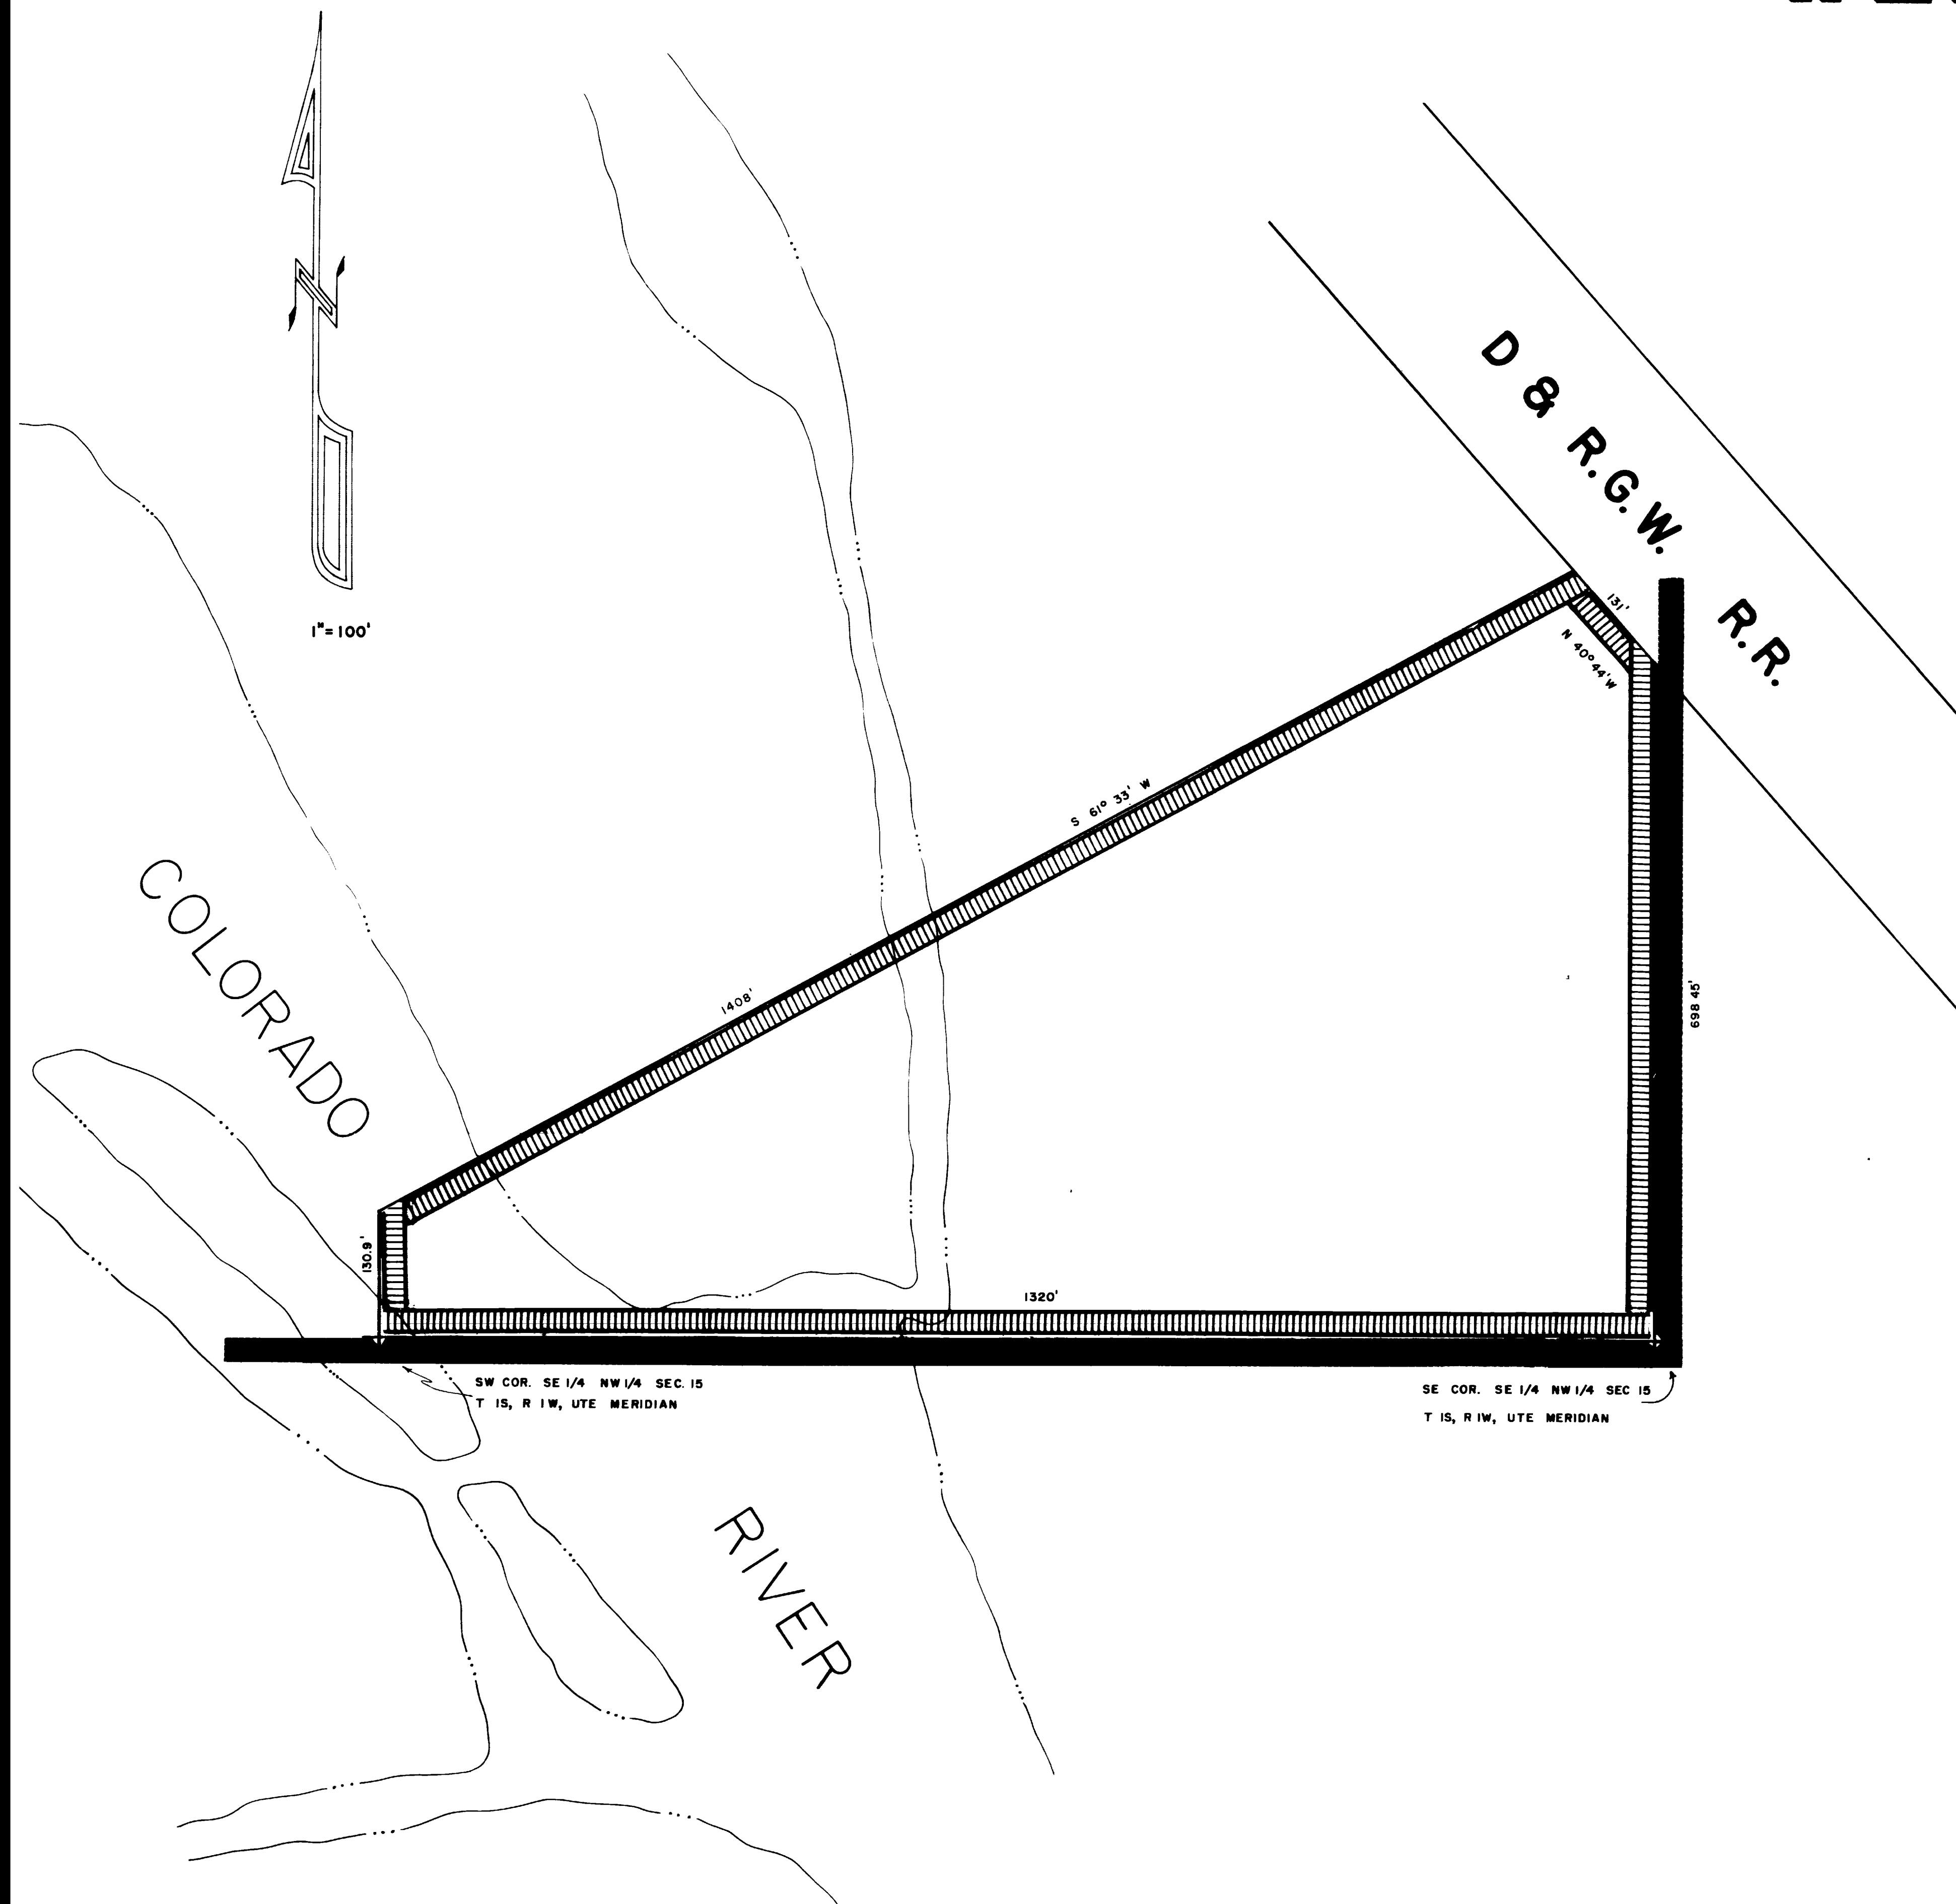 N
1"=100'
D & R.G.W. R.R.
131'
N 40° 44' W
S 61° 33' W
1408'
698 45'
COLORADO
130.9'
1320'
SW COR. SE 1/4 NW 1/4 SEC. 15
T 1S, R 1W, UTE MERIDIAN
SE COR. SE 1/4 NW 1/4 SEC 15
T 1S, R 1W, UTE MERIDIAN
RIVER